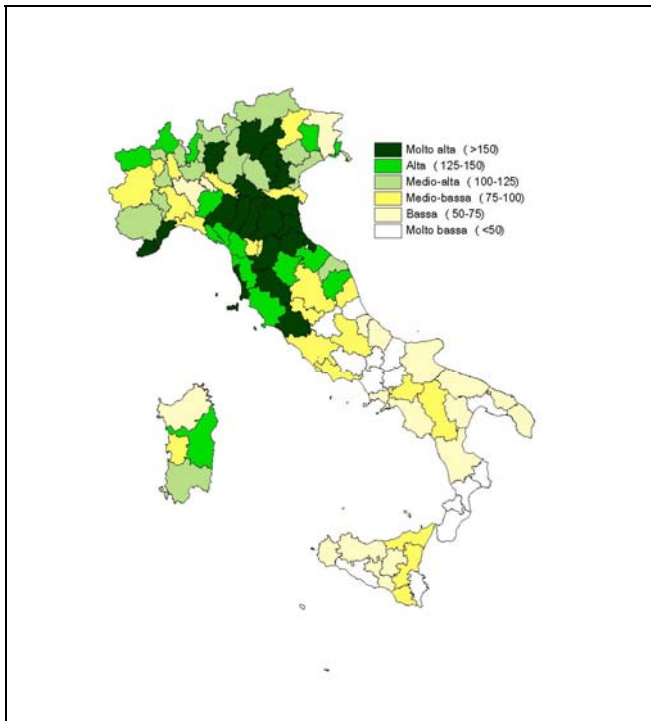 Molto alta (>150)
Alta (125-150)
Medio-alta (100-125)
Medio-bassa (75-100)
Bassa (50-75)
Molto bassa (<50)